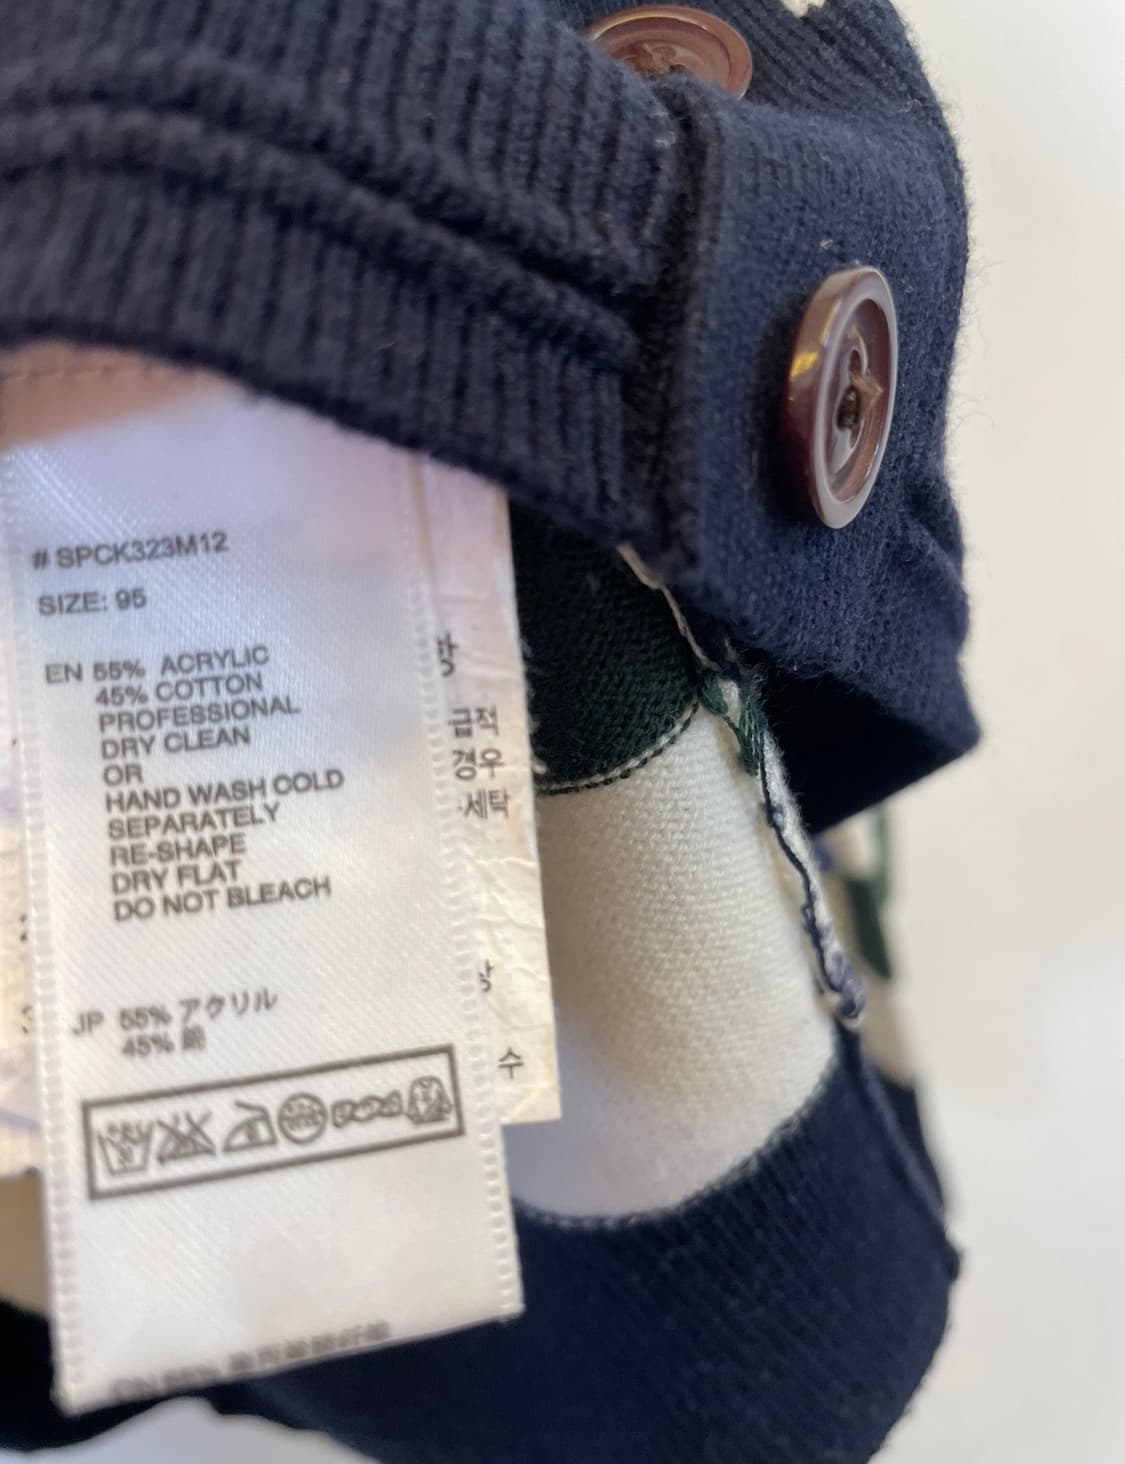 # SPCK323M12
SIZE: 95
EN 55% ACRYLIC
45% COTTON
PROFESSIONAL
DRY CLEAN
OR
HAND WASH COLD
SEPARATELY
RE-SHAPE
DRY FLAT
DO NOT BLEACH
JP 55% アクリル
45% 綿
급적
경우
세탁
수